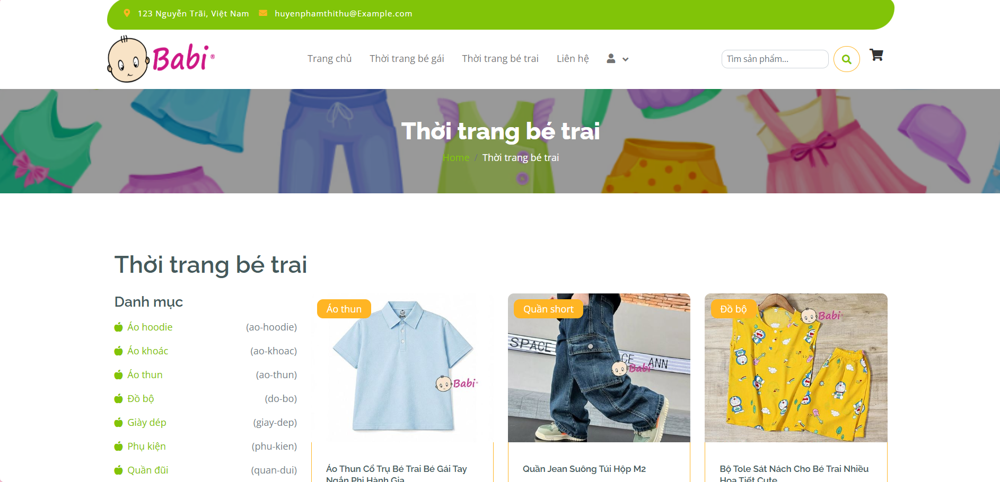 123 Nguyễn Trãi, Việt Nam huyenphamthithu@Example.com
Babi ®
Trang chủ Thời trang bé gái Thời trang bé trai Liên hệ
Tìm sản phẩm...
Thời trang bé trai
Home / Thời trang bé trai
Thời trang bé trai
Danh mục
Áo hoodie (ao-hoodie)
Áo khoác (ao-khoac)
Áo thun (ao-thun)
Đồ bộ (do-bo)
Giày dép (giay-dep)
Phụ kiện (phu-kien)
Quần đũi (quan-dui)
Áo thun
Babi
Babi
Áo Thun Cổ Trụ Bé Trai Bé Gái Tay
Ngắn Phi Hành Gia
Quần short
SPACE
CE ANN
Babi
Quần Jean Suông Túi Hộp M2
Đồ bộ
Babi
Bộ Tole Sát Nách Cho Bé Trai Nhiều
Họa Tiết Cute